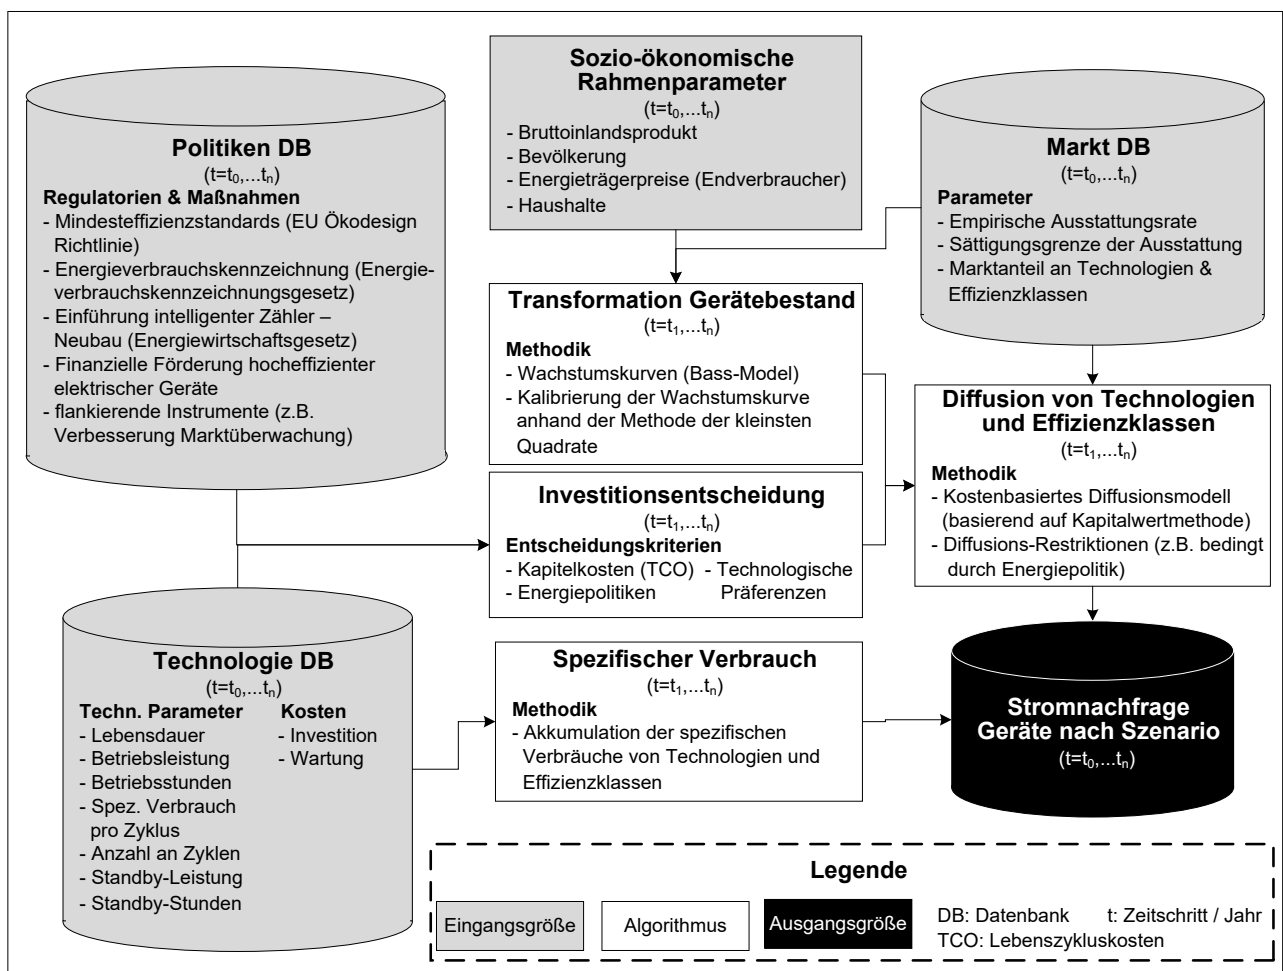 Politiken DB
(t=t0,...tn)
Regulatorien & Maßnahmen
- Mindesteffizienzstandards (EU Ökodesign
Richtlinie)
- Energieverbrauchskennzeichnung (Energie-
verbrauchskennzeichnungsgesetz)
- Einführung intelligenter Zähler –
Neubau (Energiewirtschaftsgesetz)
- Finanzielle Förderung hocheffizienter
elektrischer Geräte
- flankierende Instrumente (z.B.
Verbesserung Marktüberwachung)
Sozio-ökonomische
Rahmenparameter
(t=t0,...tn)
- Bruttoinlandsprodukt
- Bevölkerung
- Energieträgerpreise (Endverbraucher)
- Haushalte
Markt DB
(t=t0,...tn)
Parameter
- Empirische Ausstattungsrate
- Sättigungsgrenze der Ausstattung
- Marktanteil an Technologien &
Effizienzklassen
Transformation Gerätebestand
(t=t1,...tn)
Methodik
- Wachstumskurven (Bass-Model)
- Kalibrierung der Wachstumskurve
anhand der Methode der kleinsten
Quadrate
Diffusion von Technologien
und Effizienzklassen
(t=t1,...tn)
Methodik
- Kostenbasiertes Diffusionsmodell
(basierend auf Kapitalwertmethode)
- Diffusions-Restriktionen (z.B. bedingt
durch Energiepolitik)
Investitionsentscheidung
(t=t1,...tn)
Entscheidungskriterien
- Kapitelkosten (TCO) - Technologische
- Energiepolitiken Präferenzen
Technologie DB
(t=t0,...tn)
Techn. Parameter Kosten
- Lebensdauer - Investition
- Betriebsleistung - Wartung
- Betriebsstunden
- Spez. Verbrauch
pro Zyklus
- Anzahl an Zyklen
- Standby-Leistung
- Standby-Stunden
Spezifischer Verbrauch
(t=t1,...tn)
Methodik
- Akkumulation der spezifischen
Verbräuche von Technologien und
Effizienzklassen
Stromnachfrage
Geräte nach Szenario
(t=t0,...tn)
Legende
Eingangsgröße
Algorithmus
Ausgangsgröße
DB: Datenbank t: Zeitschritt / Jahr
TCO: Lebenszykluskosten